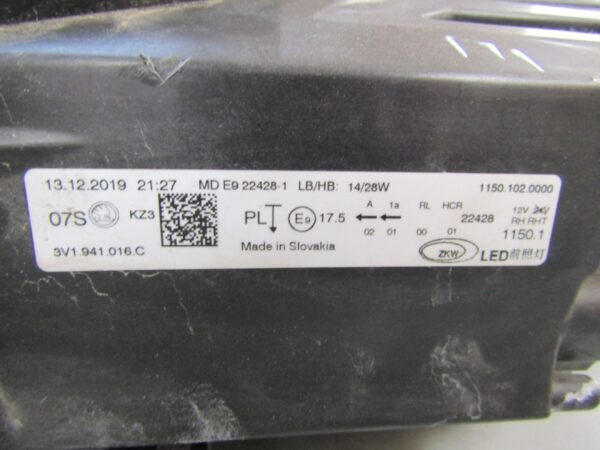 13.12.2019 21:27 MD E9 22428-1 LB/HB: 14/28W 1150.102.0000
07S KZ3 PL E9 17.5 A 1a RL HCR 22428 12V 24V
02 01 00 01 RH RHT
3V1.941.016.C Made in Slovakia ZKW 1150.1
LED前照灯